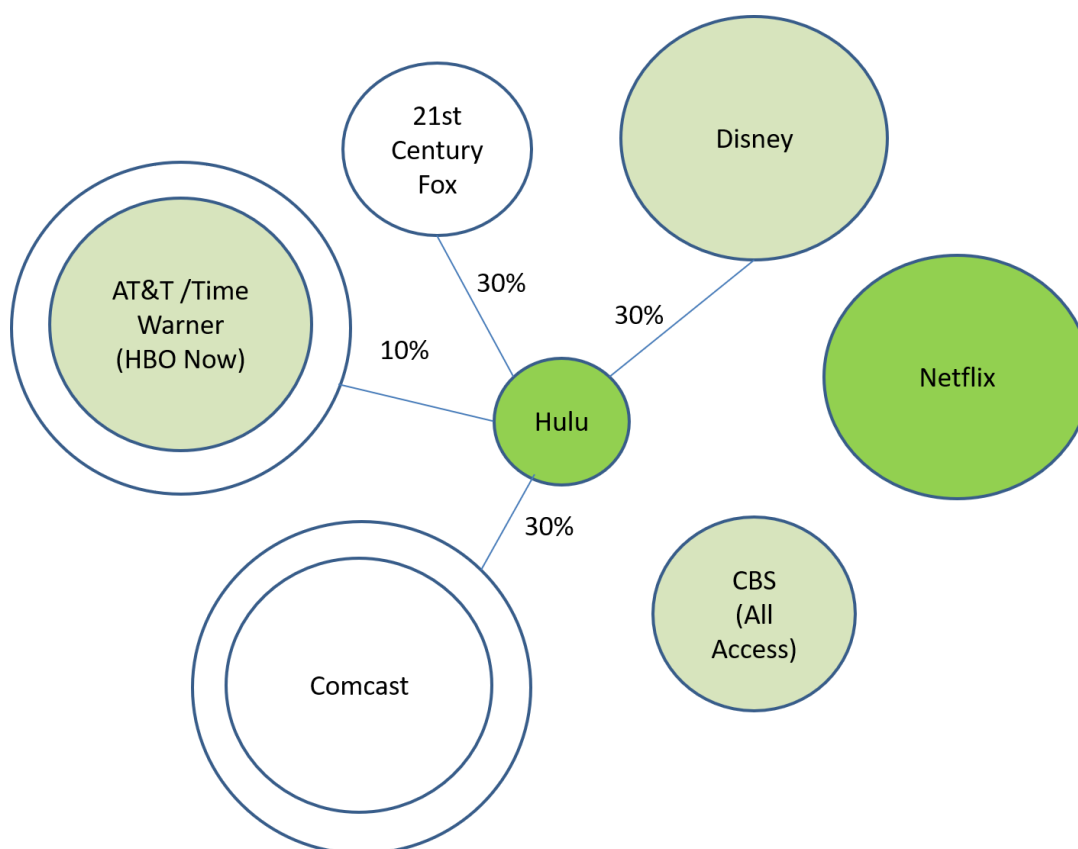 21st
Century
Fox
Disney
AT&T /Time
Warner
(HBO Now)
30%
30%
10%
Netflix
Hulu
30%
CBS
(All
Access)
Comcast